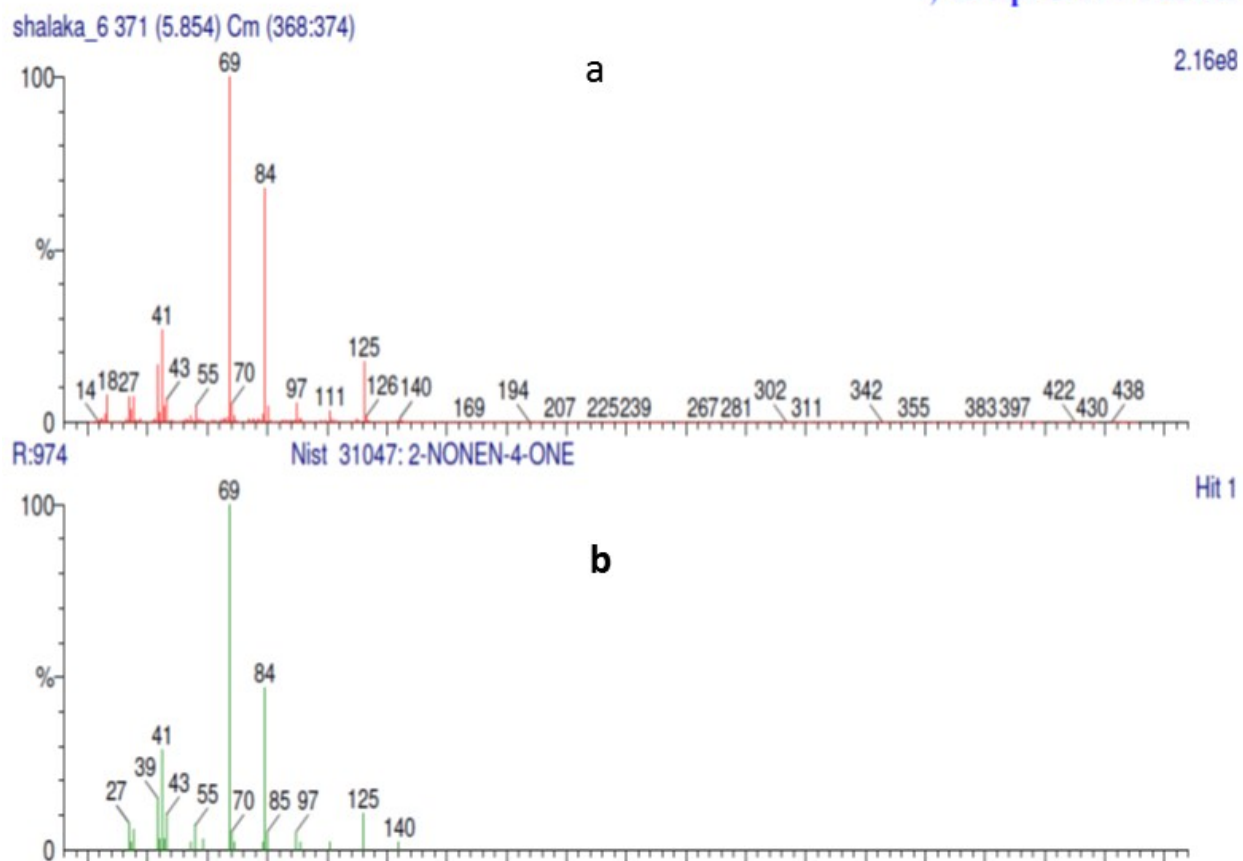 shalaka_6 371 (5.854) Cm (368:374)
a
2.16e8
100
69
84
%
41
125
14 18 27 43 55 70 97 111 126 140 169 194 207 225 239 267 281 302 311 342 355 383 397 422 430 438
0
R:974
Nist 31047: 2-NONEN-4-ONE
Hit 1
100
69
b
84
%
41
39
27 43 55 70 85 97 125 140
0